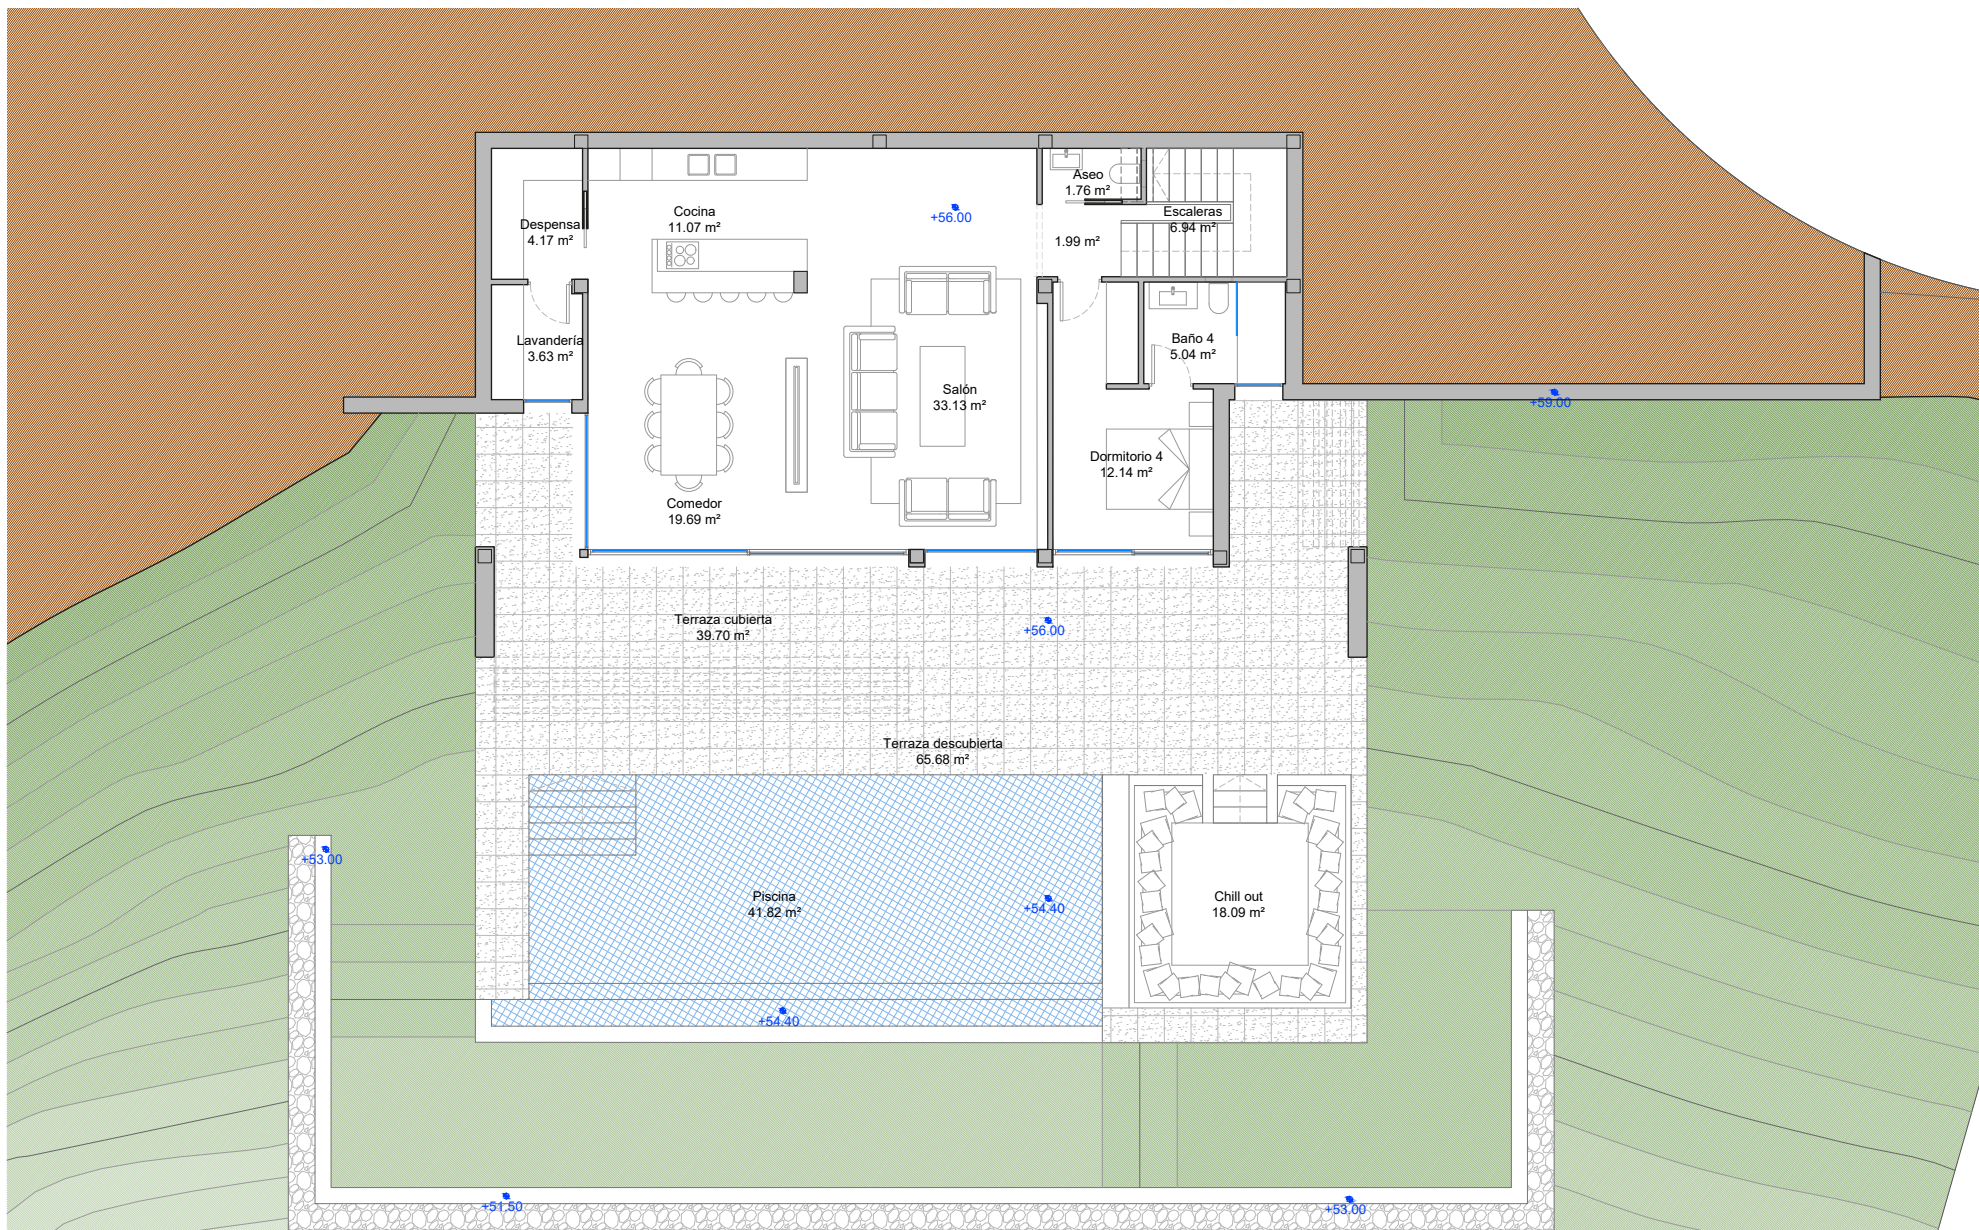 Aseo
1.76 m²
Despensa
4.17 m²
Cocina
11.07 m²
+56.00
1.99 m²
Escaleras
6.94 m²
Lavandería
3.63 m²
Baño 4
5.04 m²
Salón
33.13 m²
+59.00
Dormitorio 4
12.14 m²
Comedor
19.69 m²
Terraza cubierta
39.70 m²
+56.00
Terraza descubierta
65.68 m²
+53.00
Piscina
41.82 m²
+54.40
Chill out
18.09 m²
+54.40
+51.50
+53.00